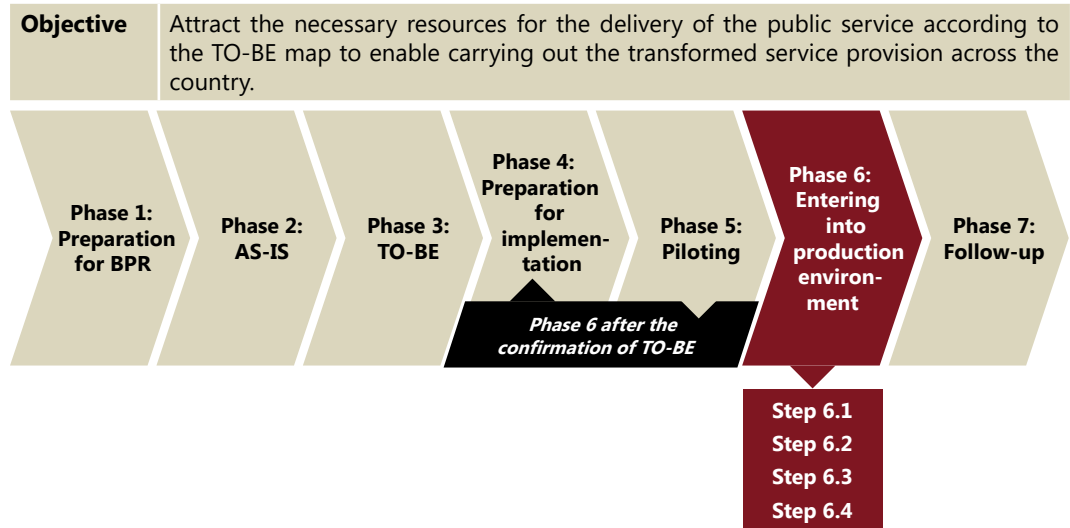 Objective
Attract the necessary resources for the delivery of the public service according to
the TO-BE map to enable carrying out the transformed service provision across the
country.
Phase 1:
Preparation
for BPR
Phase 2:
AS-IS
Phase 3:
TO-BE
Phase 4:
Preparation
for
implemen-
tation
Phase 5:
Piloting
Phase 6:
Entering
into
production
environ-
ment
Phase 7:
Follow-up
Phase 6 after the
confirmation of TO-BE
Step 6.1
Step 6.2
Step 6.3
Step 6.4